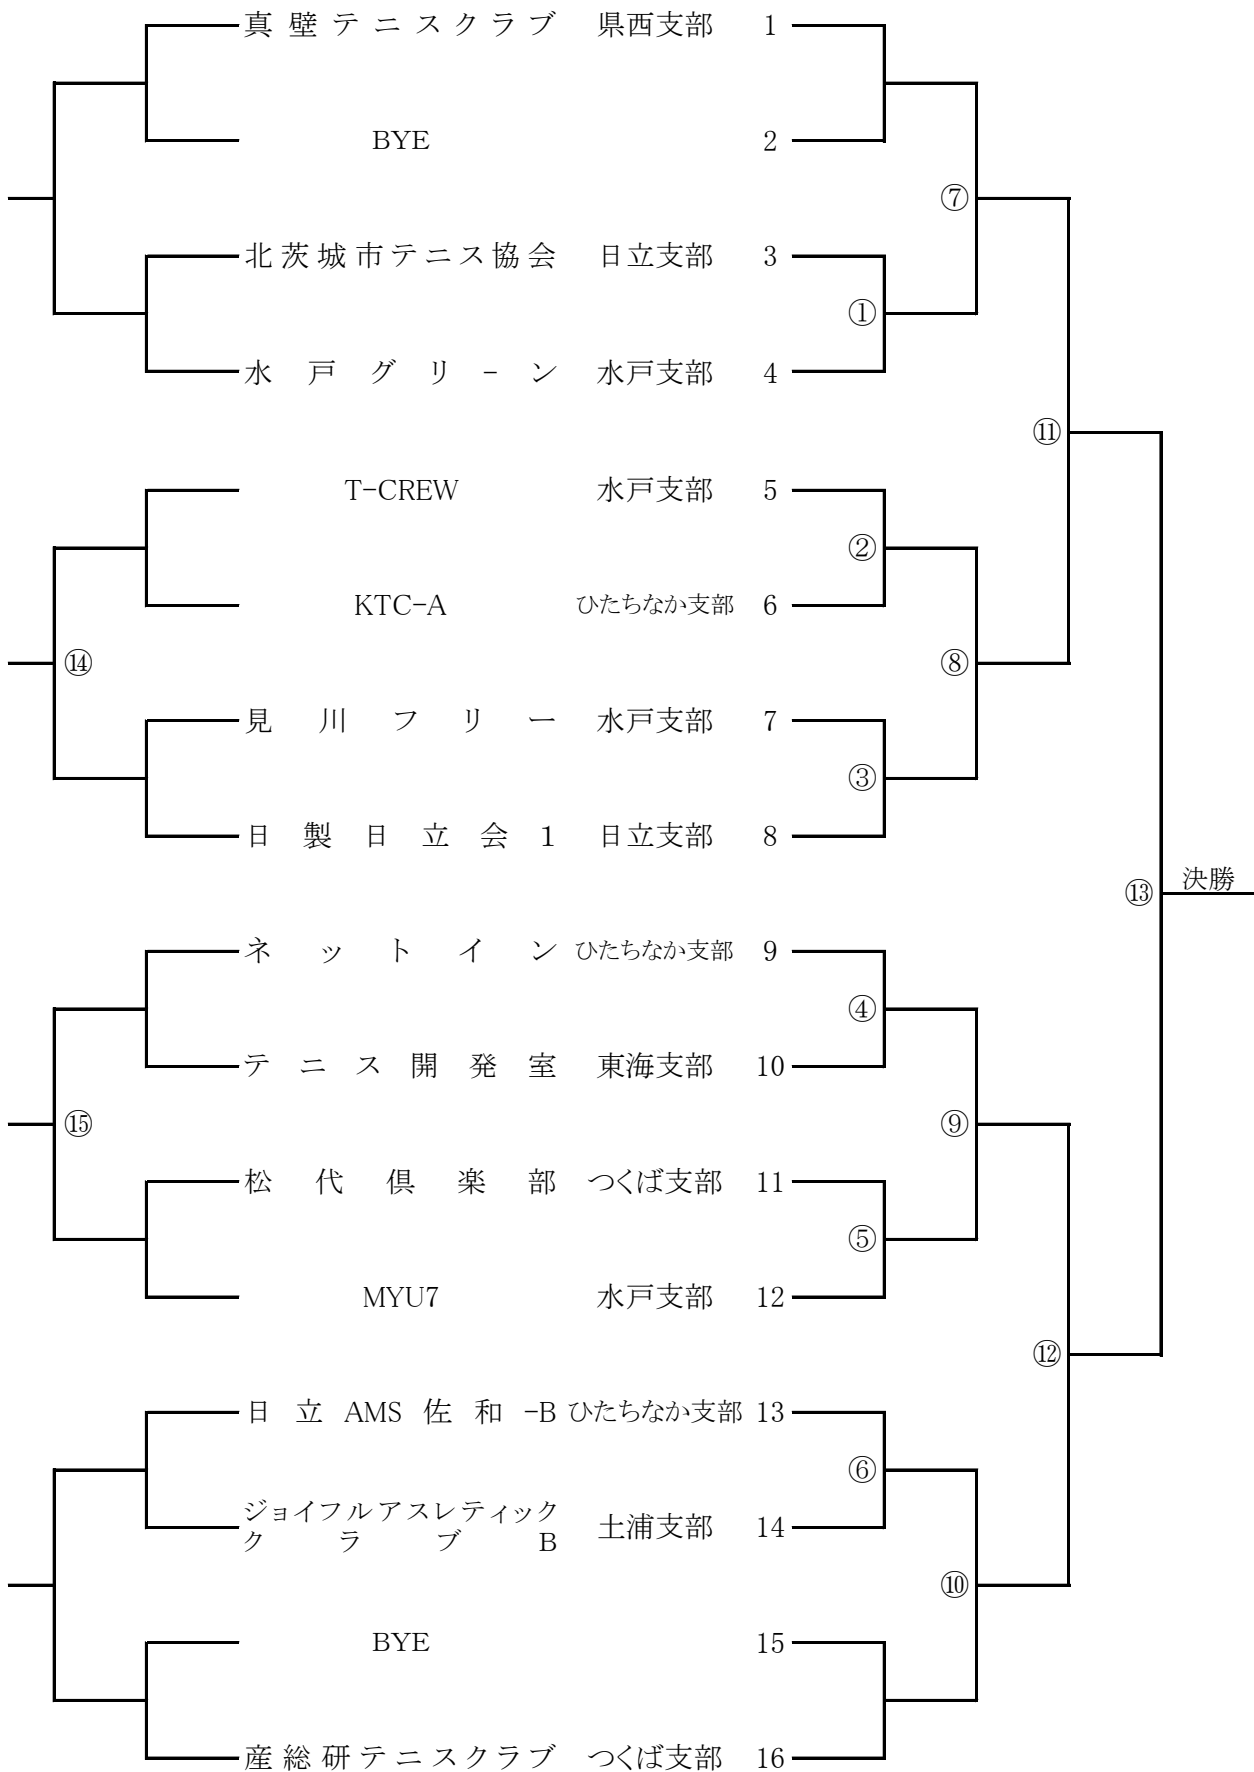 真壁テニスクラブ 県西支部 1
BYE 2
⑦
北茨城市テニス協会 日立支部 3
①
水戸グリ-ン 水戸支部 4
⑪
T-CREW 水戸支部 5
②
KTC-A ひたちなか支部 6
⑭ ⑧
見川フリー 水戸支部 7
③
日製日立会1 日立支部 8
⑬ 決勝
ネットイン ひたちなか支部 9
④
テニス開発室 東海支部 10
⑮ ⑨
松代倶楽部 つくば支部 11
⑤
MYU7 水戸支部 12
⑫
日立AMS佐和-B ひたちなか支部 13
⑥
ジョイフルアスレティック
クラブB 土浦支部 14
⑩
BYE 15
産総研テニスクラブ つくば支部 16